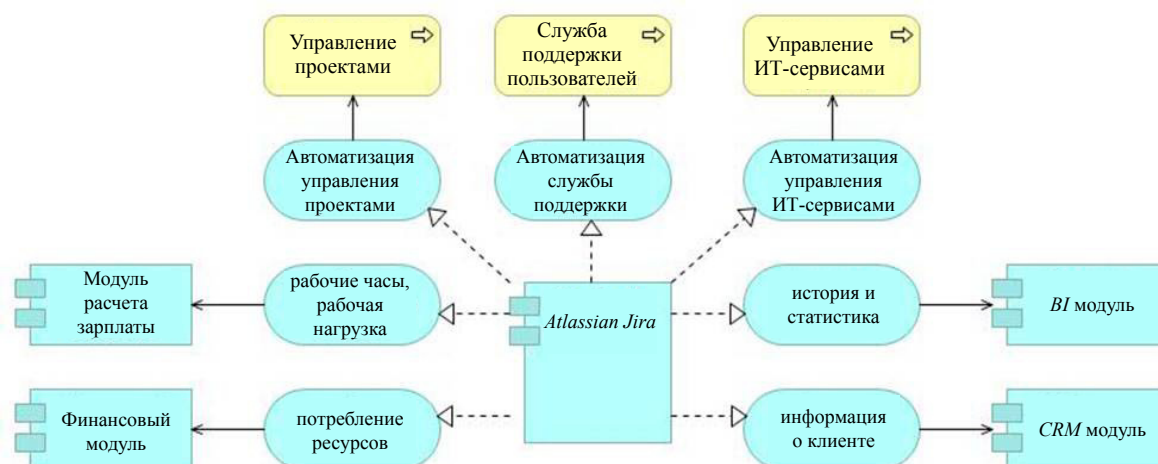 Управление
проектами
Служба
поддержки
пользователей
Управление
ИТ-сервисами
Автоматизация
управления
проектами
Автоматизация
службы
поддержки
Автоматизация
управления
ИТ-сервисами
Модуль
расчета
зарплаты
рабочие часы,
рабочая
нагрузка
Atlassian Jira
история и
статистика
BI модуль
Финансовый
модуль
потребление
ресурсов
информация
о клиенте
CRM модуль